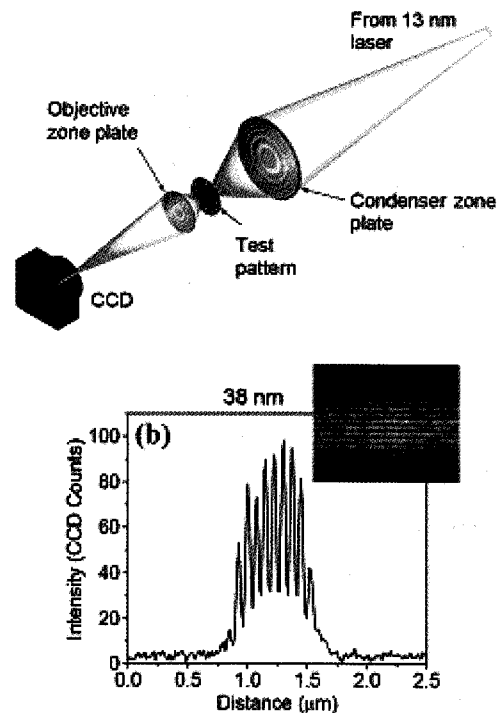 From 13 nm
laser
Objective
zone plate
Condenser zone
plate
Test
pattern
CCD
38 nm
(b)
100
80
60
40
20
0
Intensity (CCD Counts)
0.0
0.5
1.0
1.5
2.0
2.5
Distance (μm)